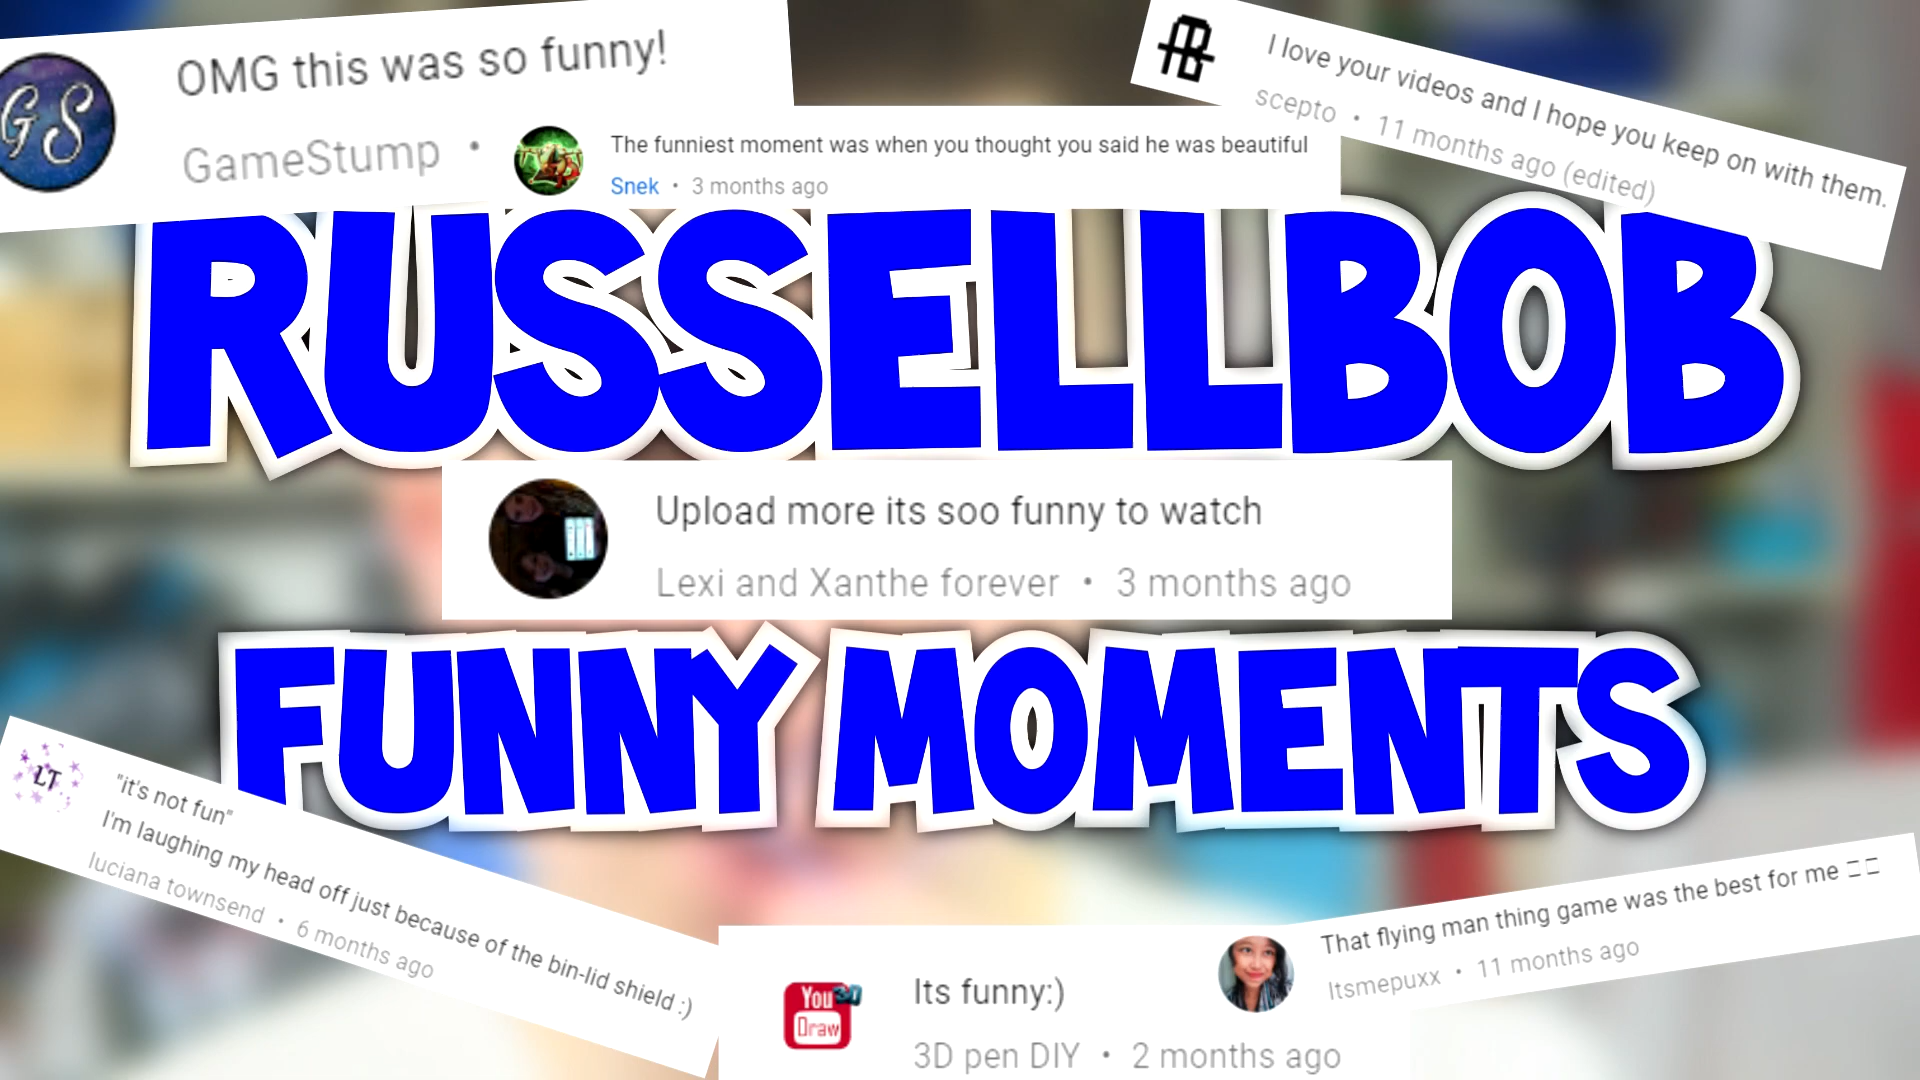 OMG this was so funny!
GS
GameStump •
The funniest moment was when you thought you said he was beautiful
Snek • 3 months ago
I love your videos and I hope you keep on with them.
scepto • 11 months ago (edited)
RUSSELLBOB
Upload more its soo funny to watch
Lexi and Xanthe forever • 3 months ago
FUNNY MOMENTS
LT
"it's not fun"
I'm laughing my head off just because of the bin-lid shield :)
luciana townsend • 6 months ago
That flying man thing game was the best for me
Itsmepuxx • 11 months ago
You 3D
Draw
Its funny:)
3D pen DIY • 2 months ago